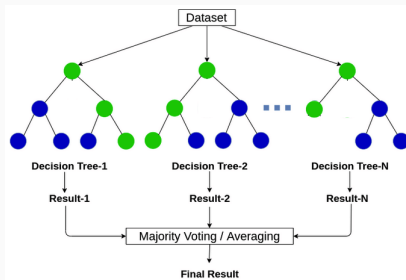 Dataset
Decision Tree-1 Decision Tree-2 Decision Tree-N
Result-1 Result-2 Result-N
Majority Voting / Averaging
Final Result